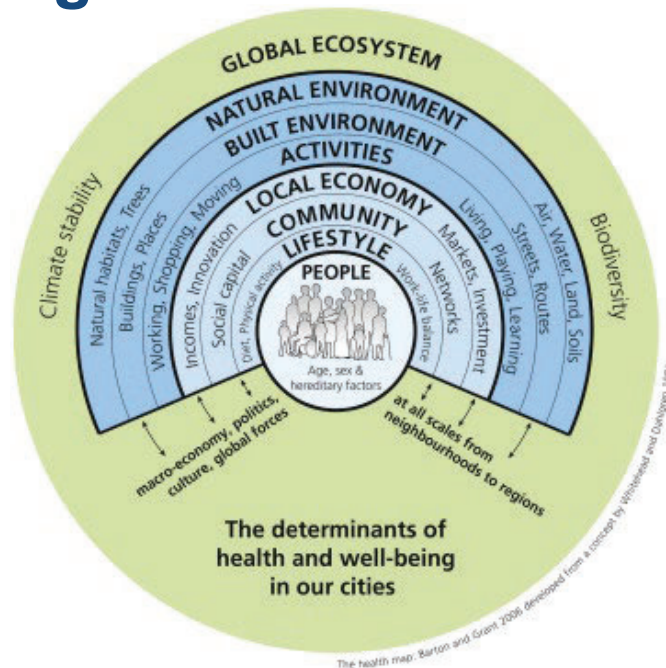 g
GLOBAL ECOSYSTEM
NATURAL ENVIRONMENT
BUILT ENVIRONMENT
ACTIVITIES
LOCAL ECONOMY
COMMUNITY
LIFESTYLE
PEOPLE
Age, sex &
hereditary factors
Climate stability
Natural habitats, Trees
Buildings, Places
Working, Shopping, Moving
Incomes, Innovation
Social capital
Diet, Physical activity
Work-life balance
Networks
Markets, Investment
Living, Playing, Learning
Streets, Routes
Air, Water, Land, Soils
Biodiversity
macro-economy, politics,
culture, global forces
at all scales from
neighbourhoods to regions
The determinants of
health and well-being
in our cities
The health map: Barton and Grant 2006 developed from a concept by Whitehead and Dahlgren